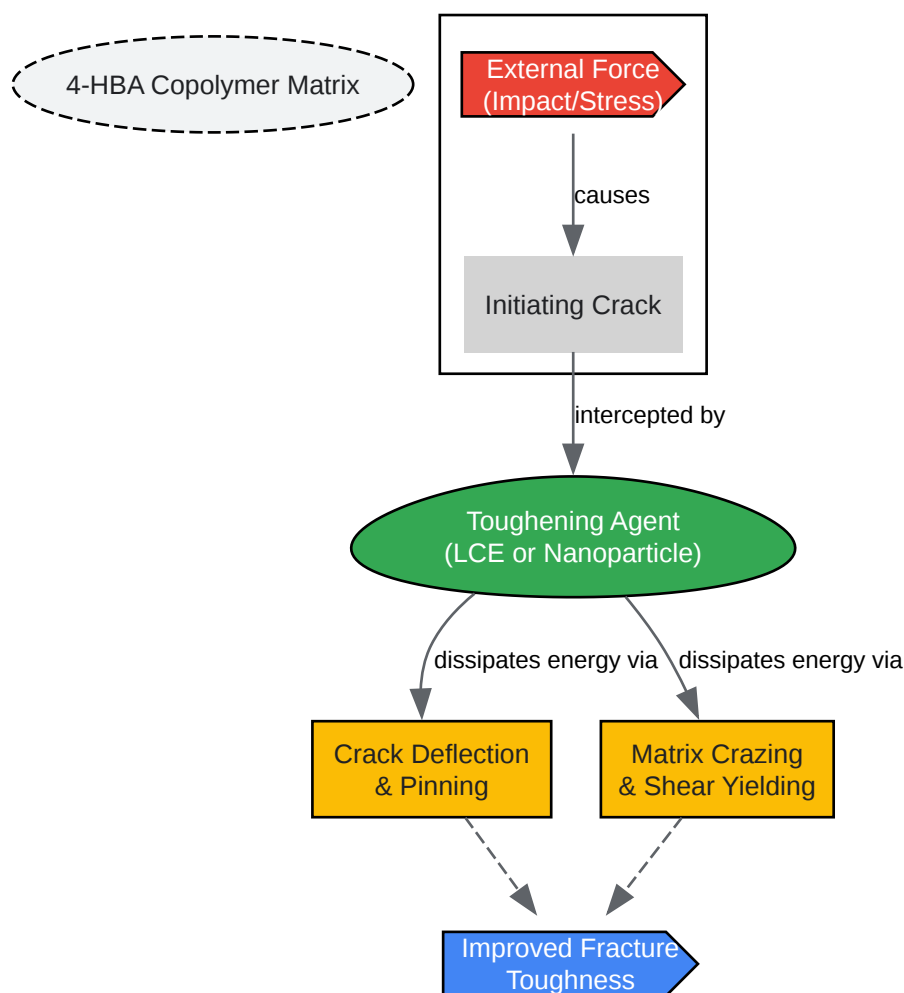 4-HBA Copolymer Matrix
External Force
(Impact/Stress)
causes
Initiating Crack
intercepted by
Toughening Agent
(LCE or Nanoparticle)
dissipates energy via
dissipates energy via
Crack Deflection
& Pinning
Matrix Crazing
& Shear Yielding
Improved Fracture
Toughness